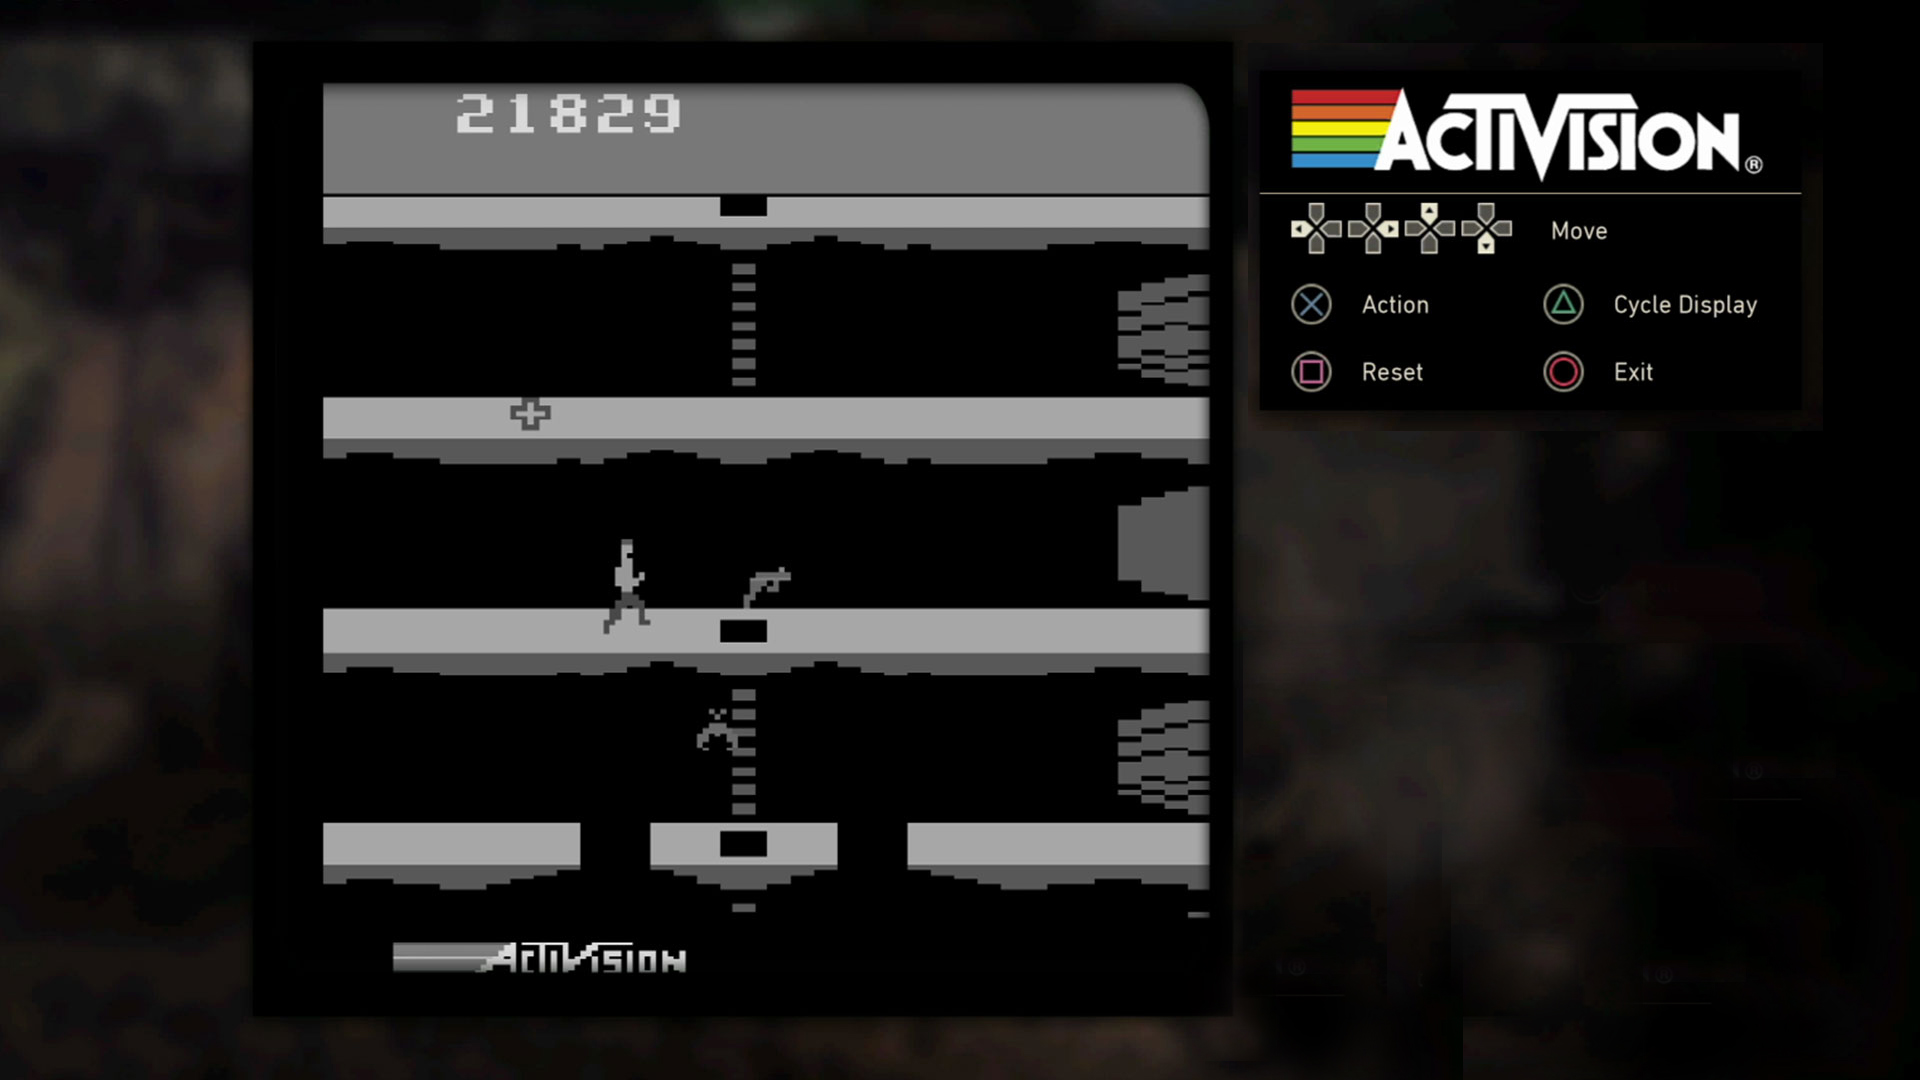 21829
ACTIVISION®
Move
Action
Cycle Display
Reset
Exit
ACTIVISION